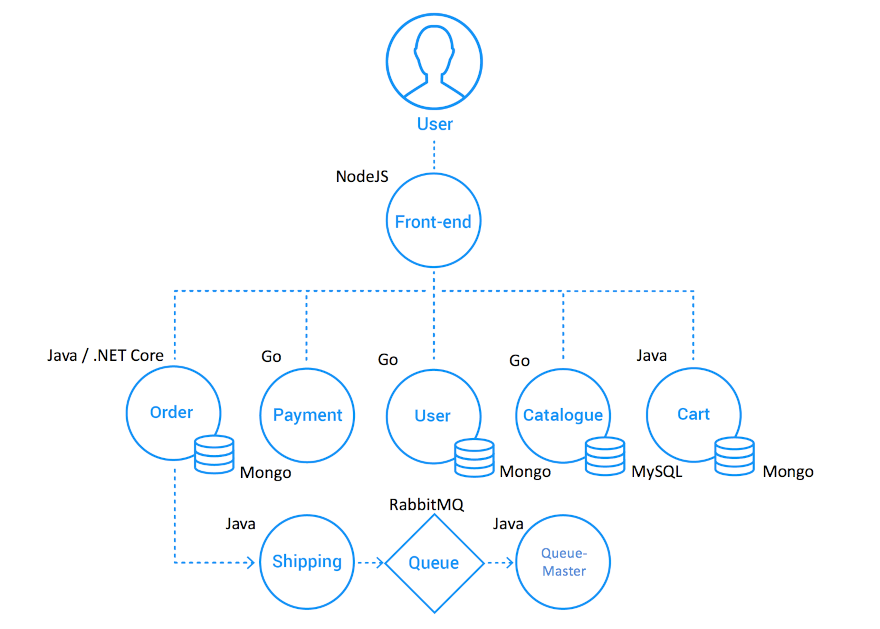 User
NodeJS
Front-end
Java / .NET Core
Go
Go
Go
Java
Order
Payment
User
Catalogue
Cart
Mongo
Mongo
MySQL
Mongo
RabbitMQ
Java
Java
Shipping
Queue
Queue-
Master